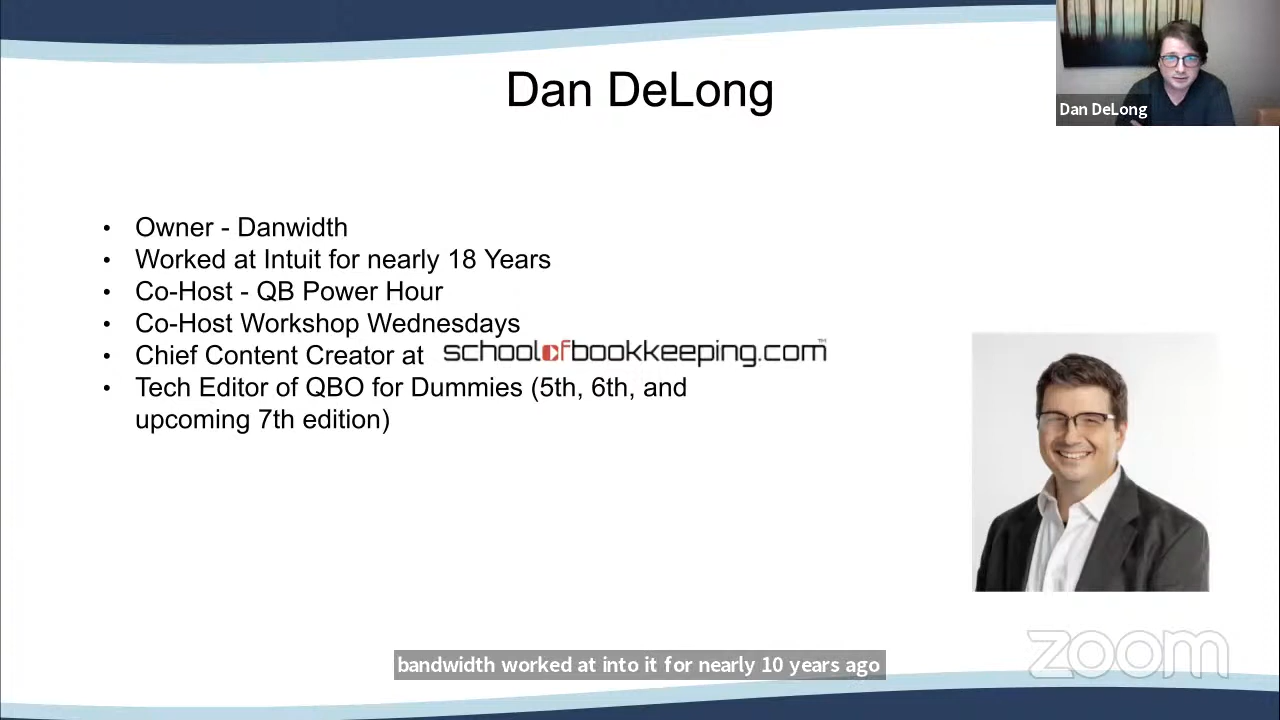 Dan DeLong
Dan DeLong
• Owner - Danwidth
• Worked at Intuit for nearly 18 Years
• Co-Host - QB Power Hour
• Co-Host Workshop Wednesdays
• Chief Content Creator at schoolofbookkeeping.com™
• Tech Editor of QBO for Dummies (5th, 6th, and
upcoming 7th edition)
zoom
bandwidth worked at into it for nearly 10 years ago